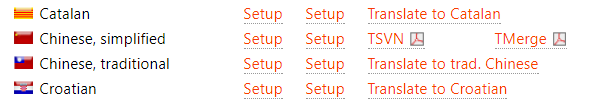 Catalan Setup Setup Translate to Catalan
Chinese, simplified Setup Setup TSVN TMerge
Chinese, traditional Setup Setup Translate to trad. Chinese
Croatian Setup Setup Translate to Croatian